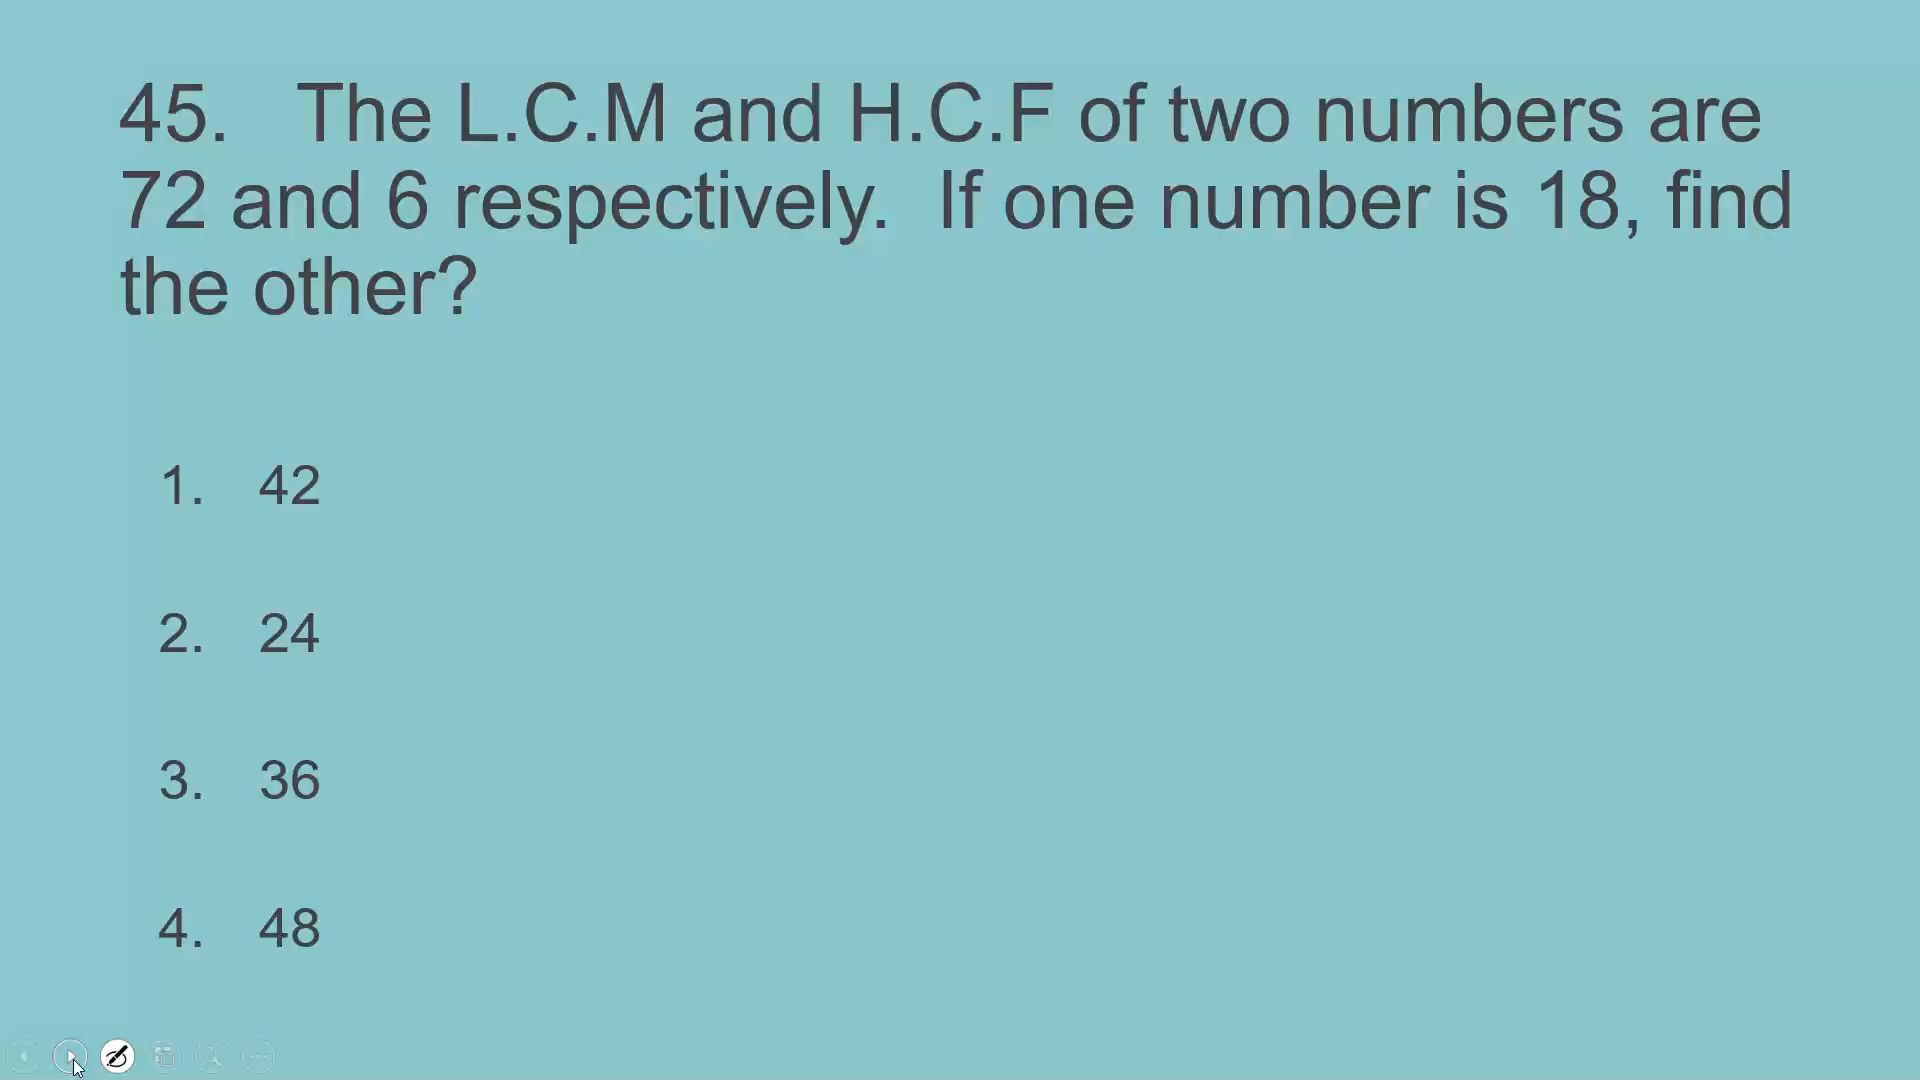 45. The L.C.M and H.C.F of two numbers are
72 and 6 respectively. If one number is 18, find
the other?
1. 42
2. 24
3. 36
4. 48